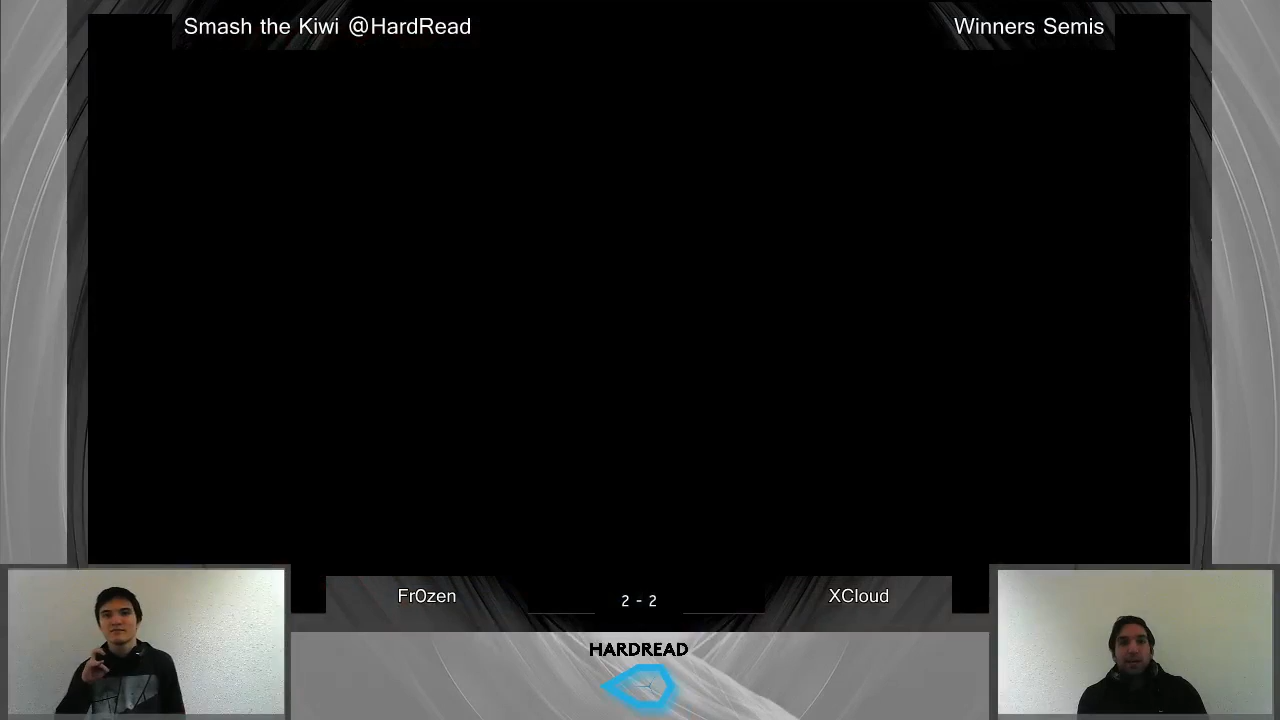 Smash the Kiwi @HardRead
Winners Semis
Fr0zen
2 - 2
XCloud
HARDREAD